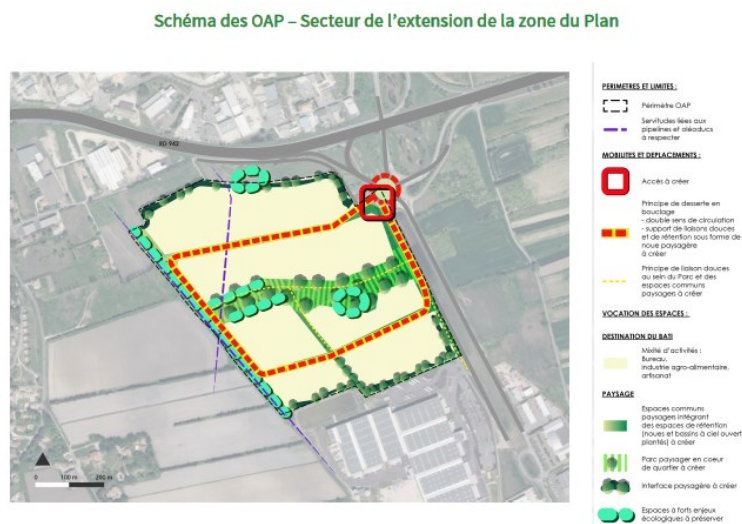 Schéma des OAP – Secteur de l'extension de la zone du Plan
RD 942
0 100 m 200 m
PERIMETRES ET LIMITES :
Périmètre OAP
Servitudes liées aux
pipelines et oléoducs
à respecter
MOBILITES ET DEPLACEMENTS :
Accès à créer
Principe de desserte en
bouclage
- double sens de circulation
- support de liaisons douces
et de rétention sous forme de
noue paysagère
à créer
Principe de liaison douces
au sein du Parc et des
espaces communs
paysagers à créer
VOCATION DES ESPACES :
DESTINATION DU BATI
Mixité d'activités :
Bureau,
industrie agro-alimentaire,
artisanat
PAYSAGE
Espaces communs
paysagers intégrant
des espaces de rétention
(noues et bassins à ciel ouvert
plantés) à créer
Parc paysager en coeur
de quartier à créer
Interface paysagère à créer
Espaces à forts enjeux
écologiques à préserver